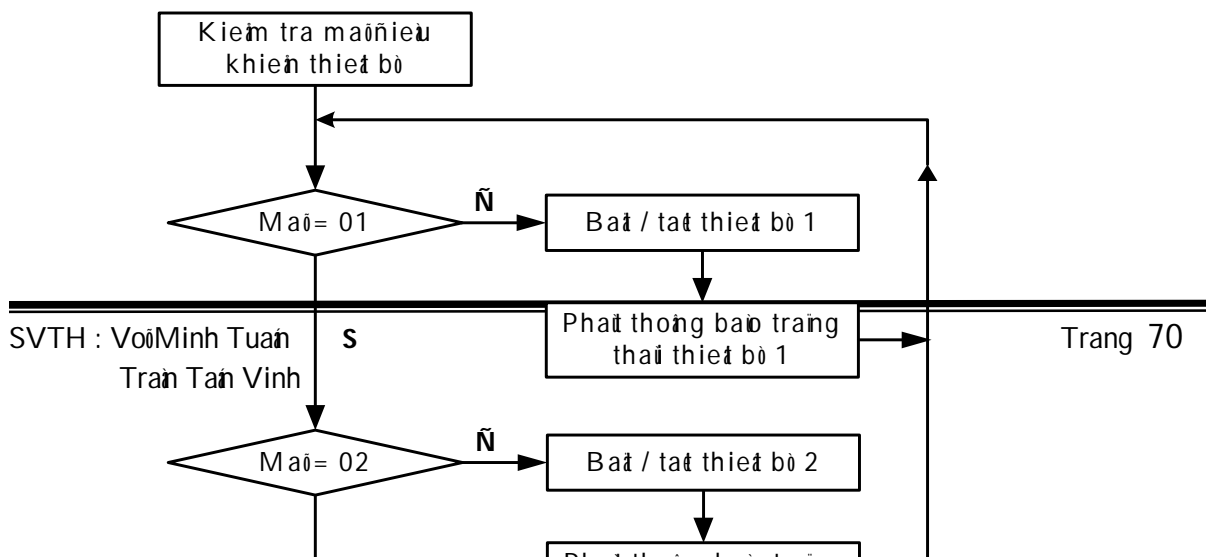 Kieåm tra maõ ñieàu
khieån thieát bò
Maõ = 01
Ñ
Baät / taét thieát bò 1
SVTH : Voõ Minh Tuaán
Traàn Taán Vinh
S
Phaùt thoâng baùo traïng
thaùi thieát bò 1
Trang 70
Maõ = 02
Ñ
Baät / taét thieát bò 2